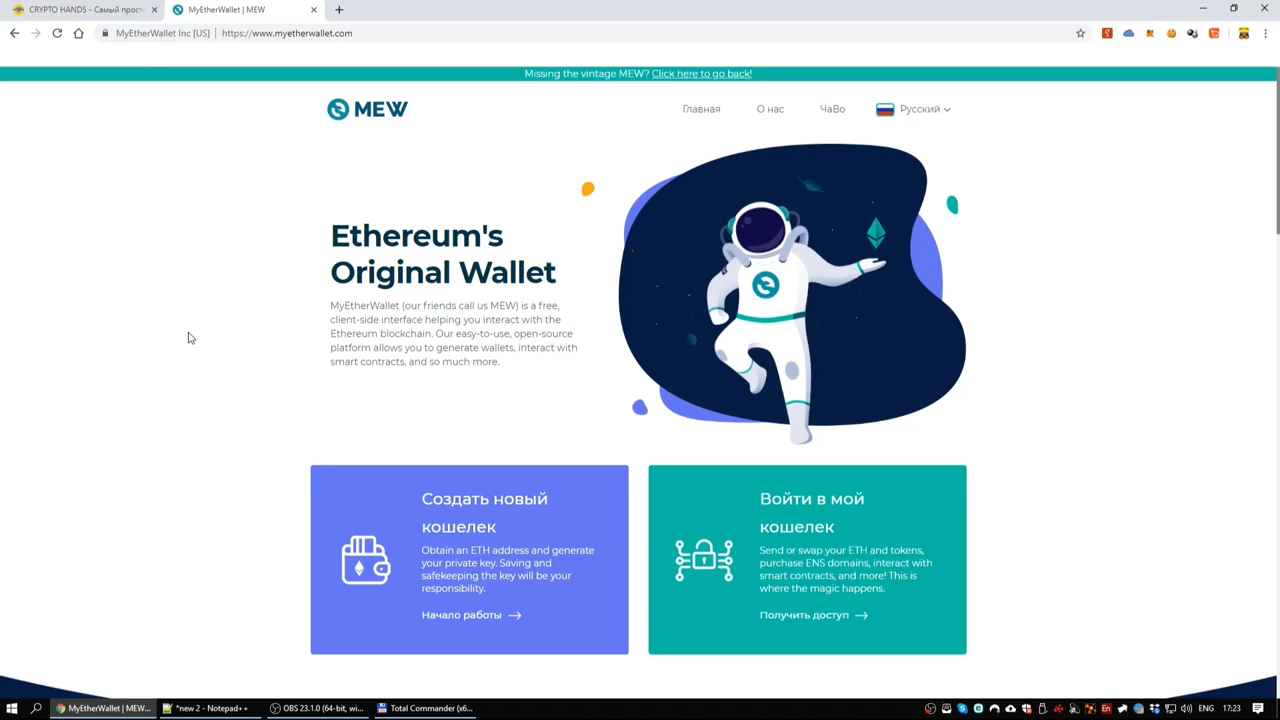 CRYPTO HANDS - Самый прост
MyEtherWallet | MEW
MyEtherWallet Inc [US]
https://www.myetherwallet.com
Missing the vintage MEW? Click here to go back!
MEW
Главная
О нас
ЧаВо
Русский
Ethereum's
Original Wallet
MyEtherWallet (our friends call us MEW) is a free,
client-side interface helping you interact with the
Ethereum blockchain. Our easy-to-use, open-source
platform allows you to generate wallets, interact with
smart contracts, and so much more.
Создать новый
кошелек
Obtain an ETH address and generate
your private key. Saving and
safekeeping the key will be your
responsibility.
Начало работы
Войти в мой
кошелек
Send or swap your ETH and tokens,
purchase ENS domains, interact with
smart contracts, and more! This is
where the magic happens.
Получить доступ
MyEtherWallet | MEW...
*new 2 - Notepad++
OBS 23.1.0 (64-bit, wi...
Total Commander (x6...
En
ENG
17:23